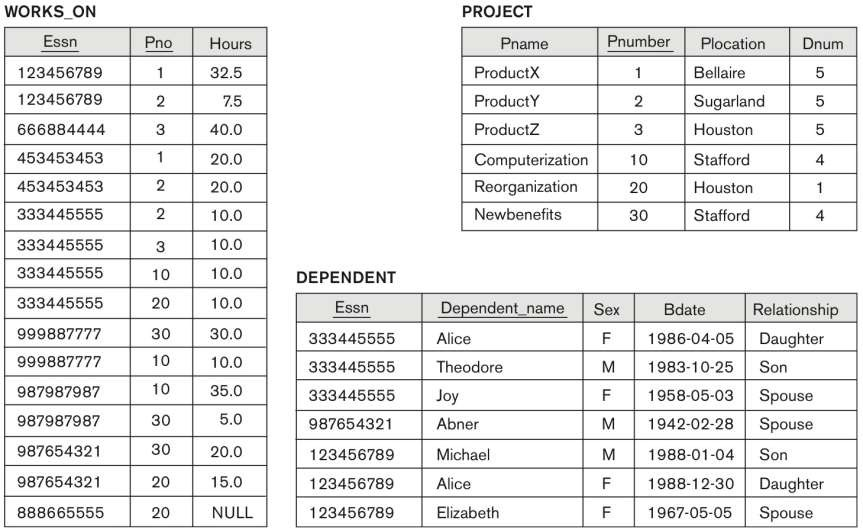 WORKS_ON
Essn Pno Hours
123456789 1 32.5
123456789 2 7.5
666884444 3 40.0
453453453 1 20.0
453453453 2 20.0
333445555 2 10.0
333445555 3 10.0
333445555 10 10.0
333445555 20 10.0
999887777 30 30.0
999887777 10 10.0
987987987 10 35.0
987987987 30 5.0
987654321 30 20.0
987654321 20 15.0
888665555 20 NULL
PROJECT
Pname Pnumber Plocation Dnum
ProductX 1 Bellaire 5
ProductY 2 Sugarland 5
ProductZ 3 Houston 5
Computerization 10 Stafford 4
Reorganization 20 Houston 1
Newbenefits 30 Stafford 4
DEPENDENT
Essn Dependent_name Sex Bdate Relationship
333445555 Alice F 1986-04-05 Daughter
333445555 Theodore M 1983-10-25 Son
333445555 Joy F 1958-05-03 Spouse
987654321 Abner M 1942-02-28 Spouse
123456789 Michael M 1988-01-04 Son
123456789 Alice F 1988-12-30 Daughter
123456789 Elizabeth F 1967-05-05 Spouse